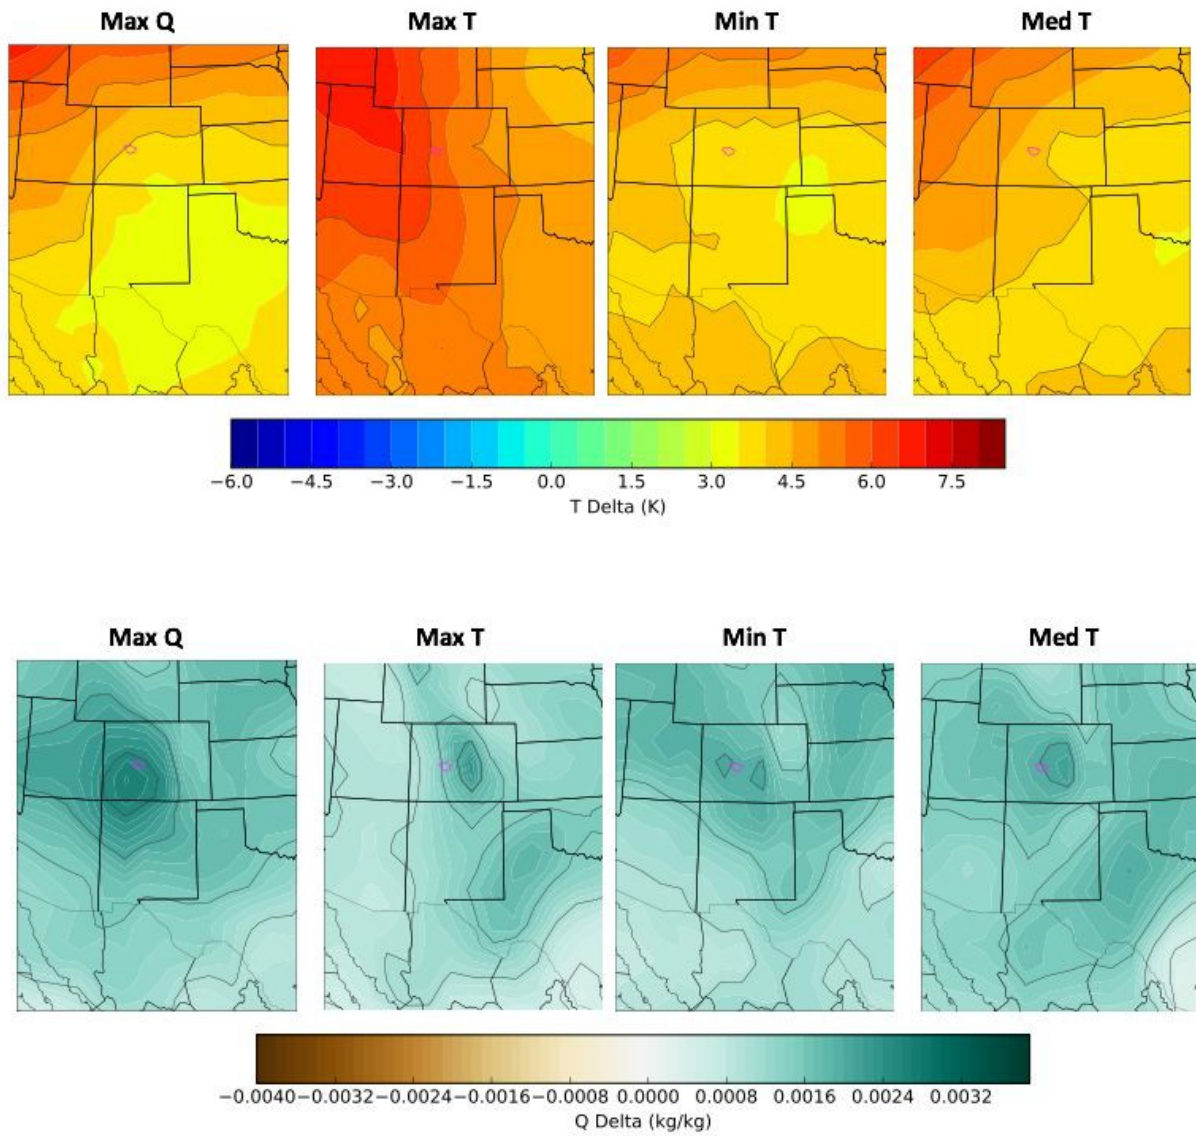 Max Q Max T Min T Med T
−6.0 −4.5 −3.0 −1.5 0.0 1.5 3.0 4.5 6.0 7.5
T Delta (K)
Max Q Max T Min T Med T
−0.0040 −0.0032 −0.0024 −0.0016 −0.0008 0.0000 0.0008 0.0016 0.0024 0.0032
Q Delta (kg/kg)